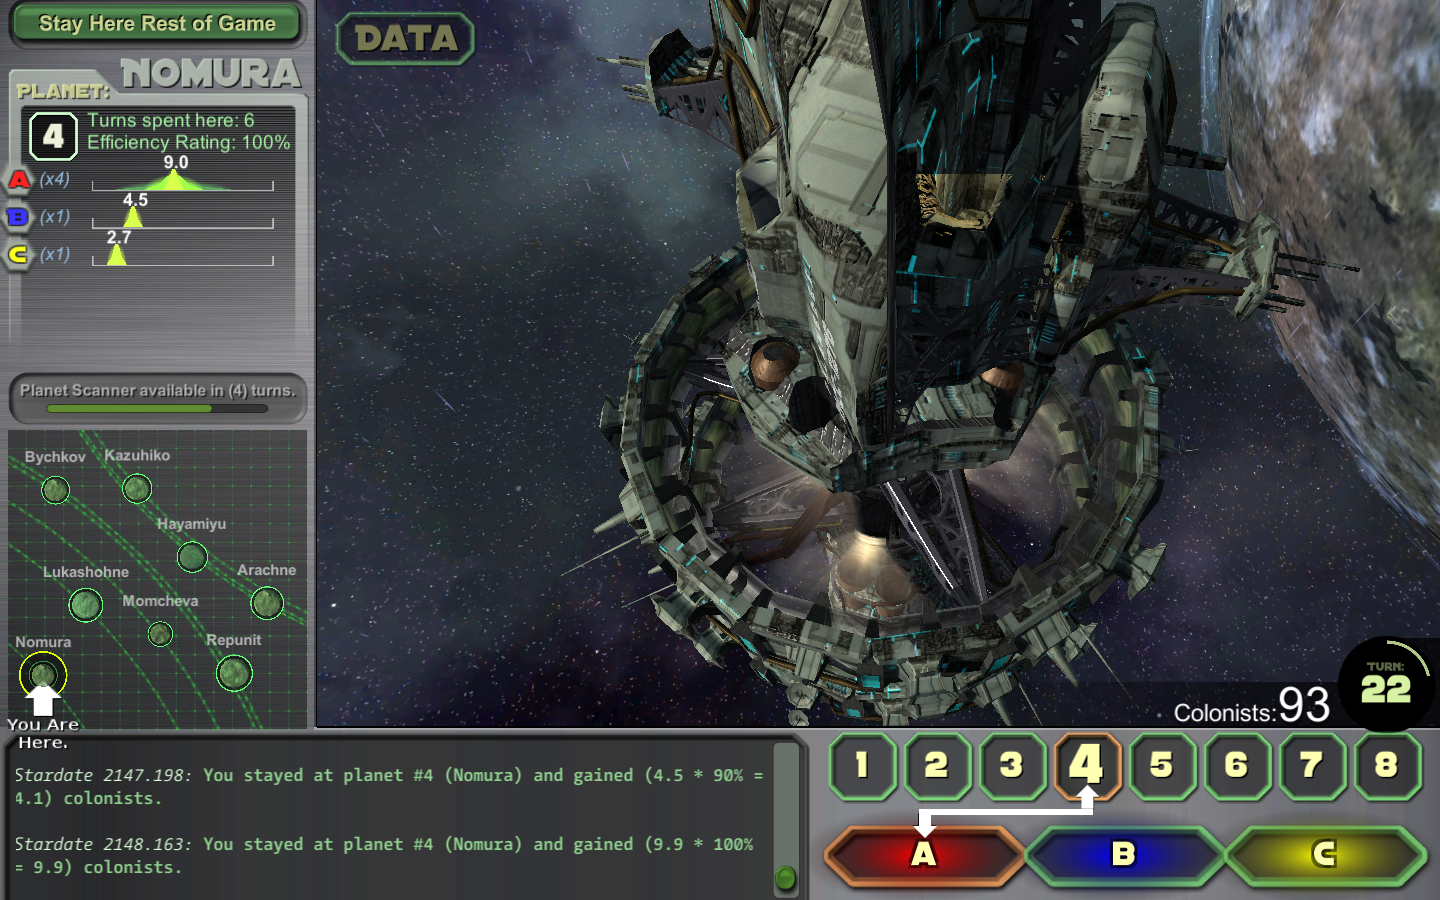 Stay Here Rest of Game
DATA
NOMURA
PLANET:
4
Turns spent here: 6
Efficiency Rating: 100%
9.0
A (x4)
4.5
B (x1)
2.7
C (x1)
Planet Scanner available in (4) turns.
Bychkov
Kazuhiko
Hayamiyu
Lukashohne
Arachne
Momcheva
Nomura
Repunit
You Are
Here.
TURN:
22
Colonists:93
Stardate 2147.198: You stayed at planet #4 (Nomura) and gained (4.5 * 90% =
4.1) colonists.
Stardate 2148.163: You stayed at planet #4 (Nomura) and gained (9.9 * 100%
= 9.9) colonists.
1 2 3 4 5 6 7 8
A B C